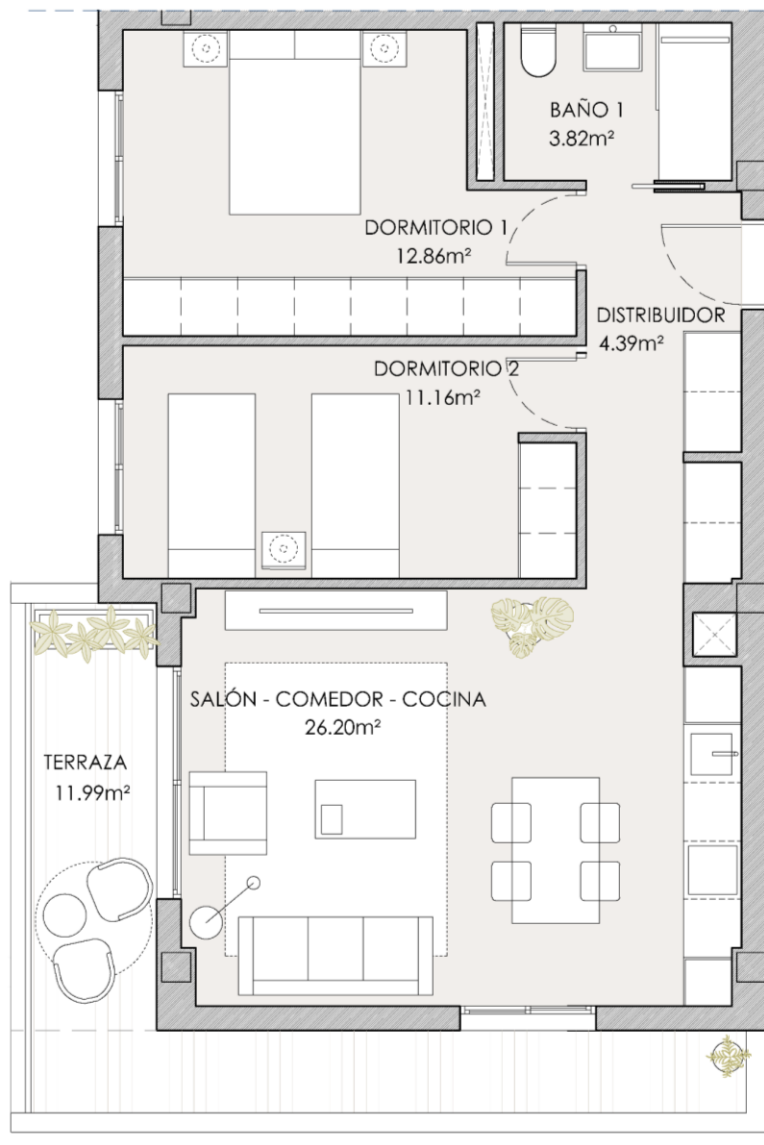 BAÑO 1
3.82m²
DORMITORIO 1
12.86m²
DISTRIBUIDOR
4.39m²
DORMITORIO 2
11.16m²
SALÓN - COMEDOR - COCINA
26.20m²
TERRAZA
11.99m²